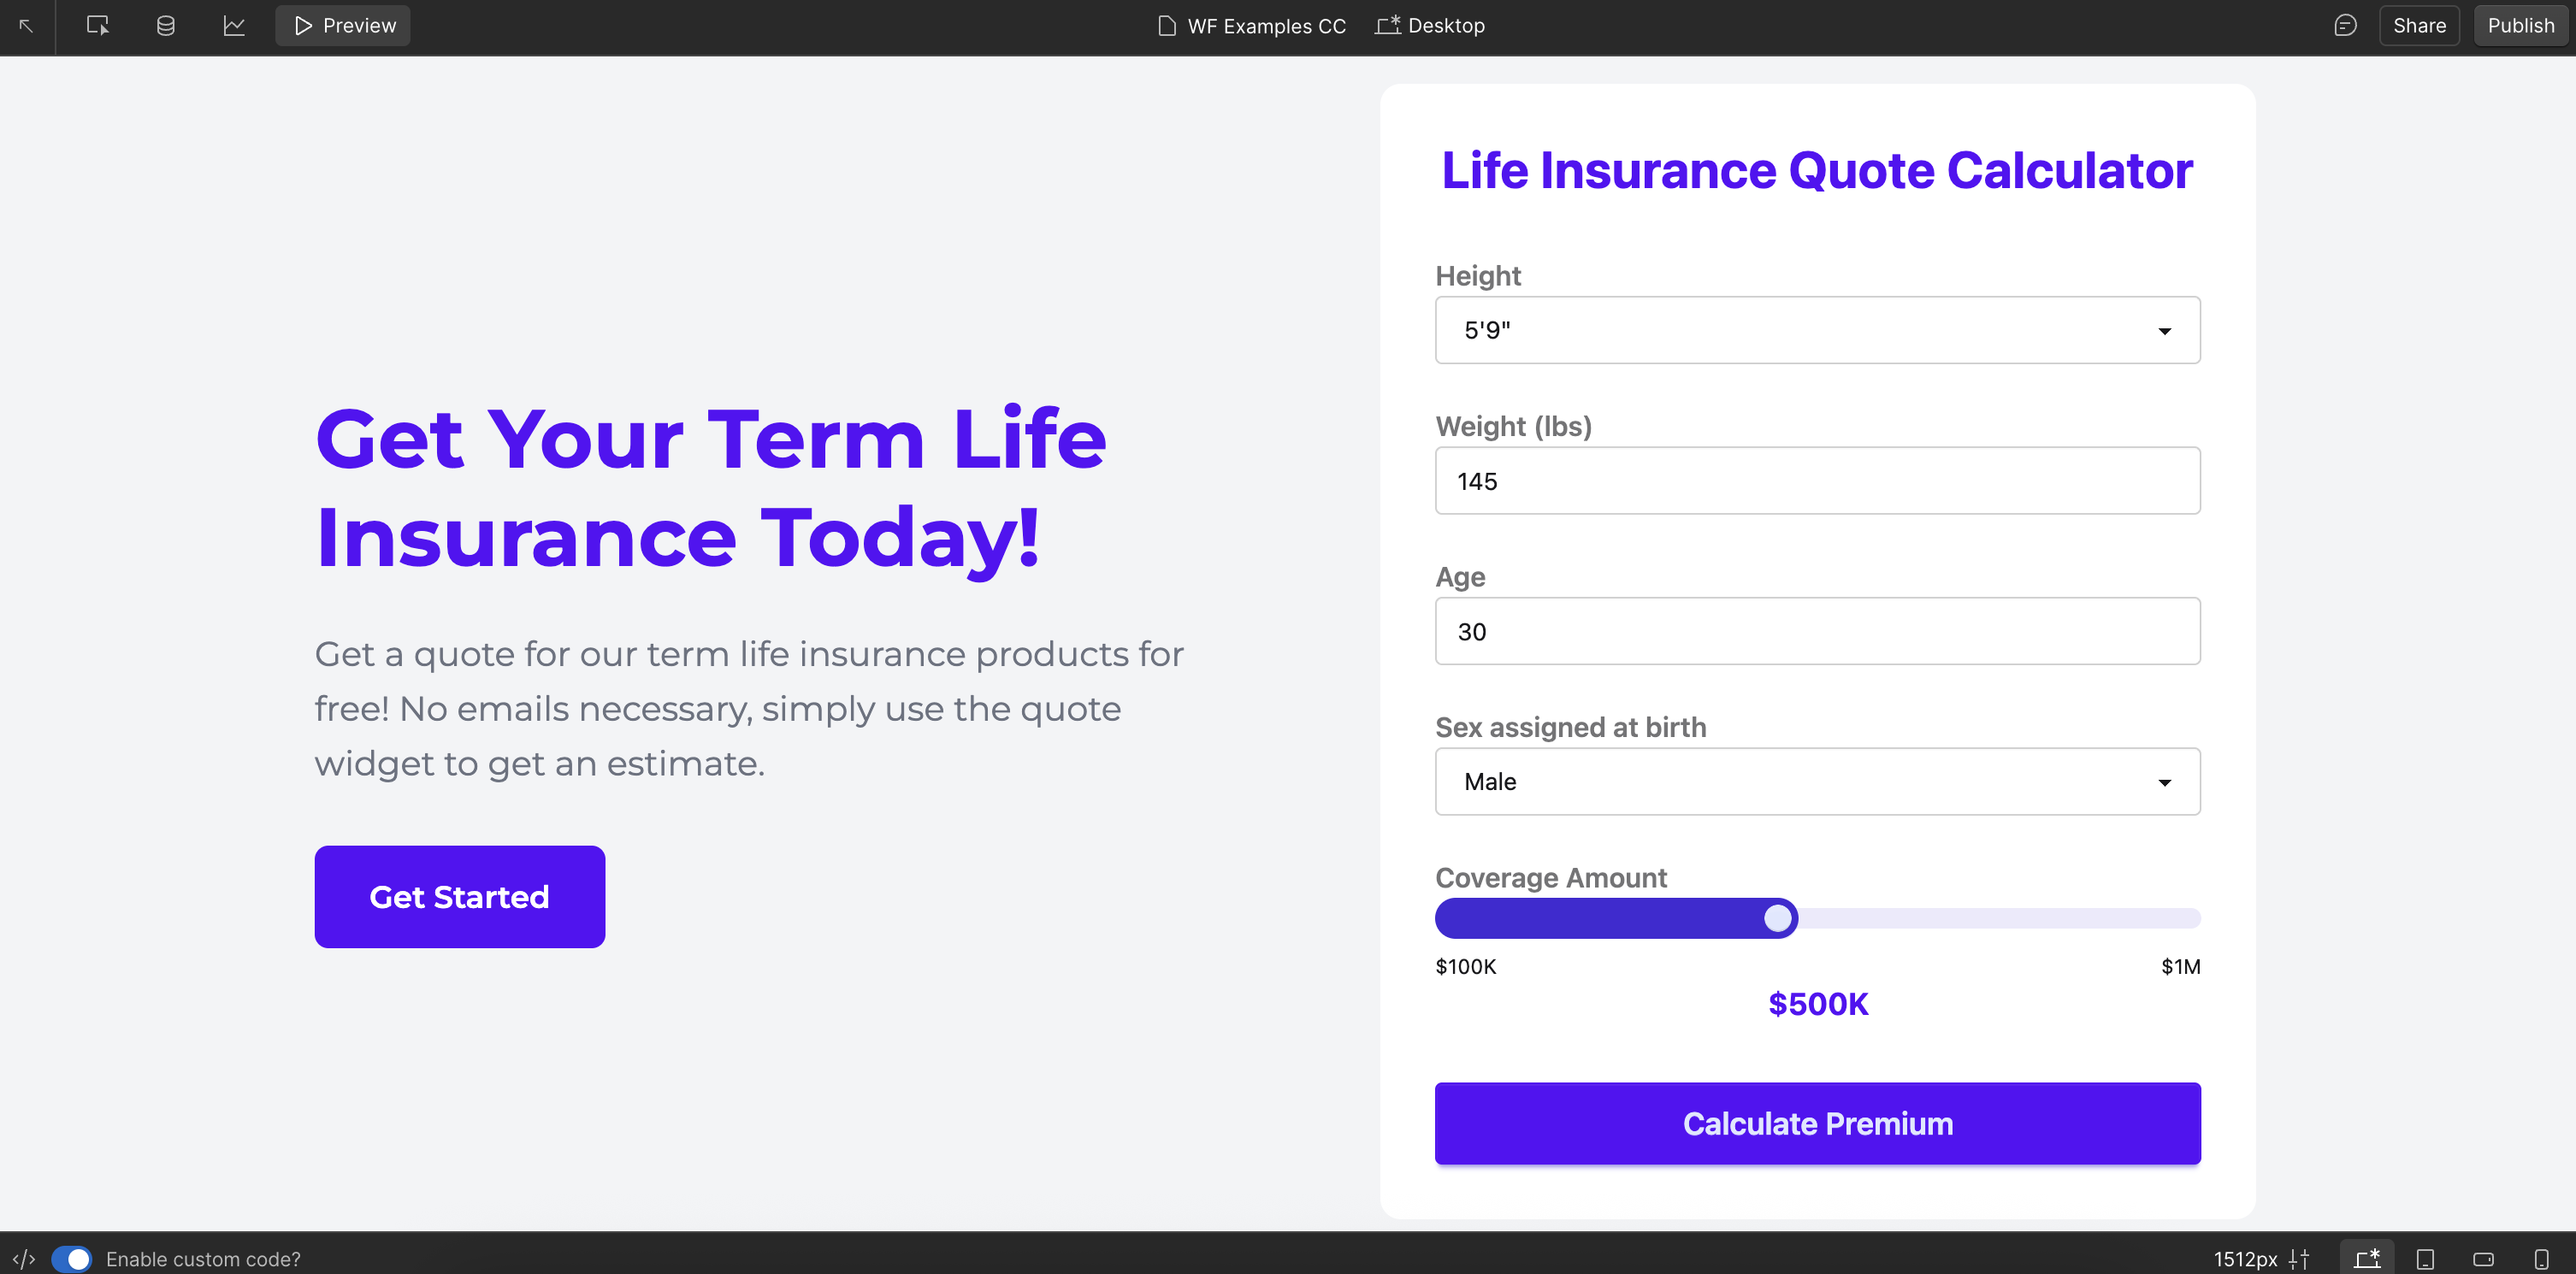 Preview
WF Examples CC
Desktop
Share
Publish
Get Your Term Life
Insurance Today!
Get a quote for our term life insurance products for
free! No emails necessary, simply use the quote
widget to get an estimate.
Get Started
Life Insurance Quote Calculator
Height
5'9"
Weight (lbs)
145
Age
30
Sex assigned at birth
Male
Coverage Amount
$100K
$1M
$500K
Calculate Premium
Enable custom code?
1512px